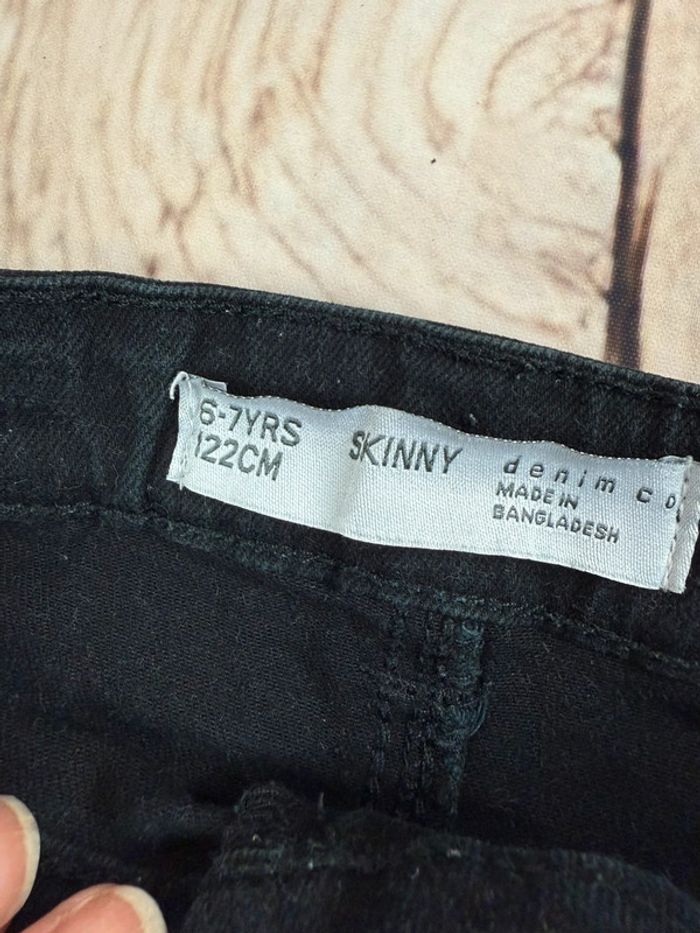 6-7YRS
122CM
SKINNY
denim co
MADE IN
BANGLADESH